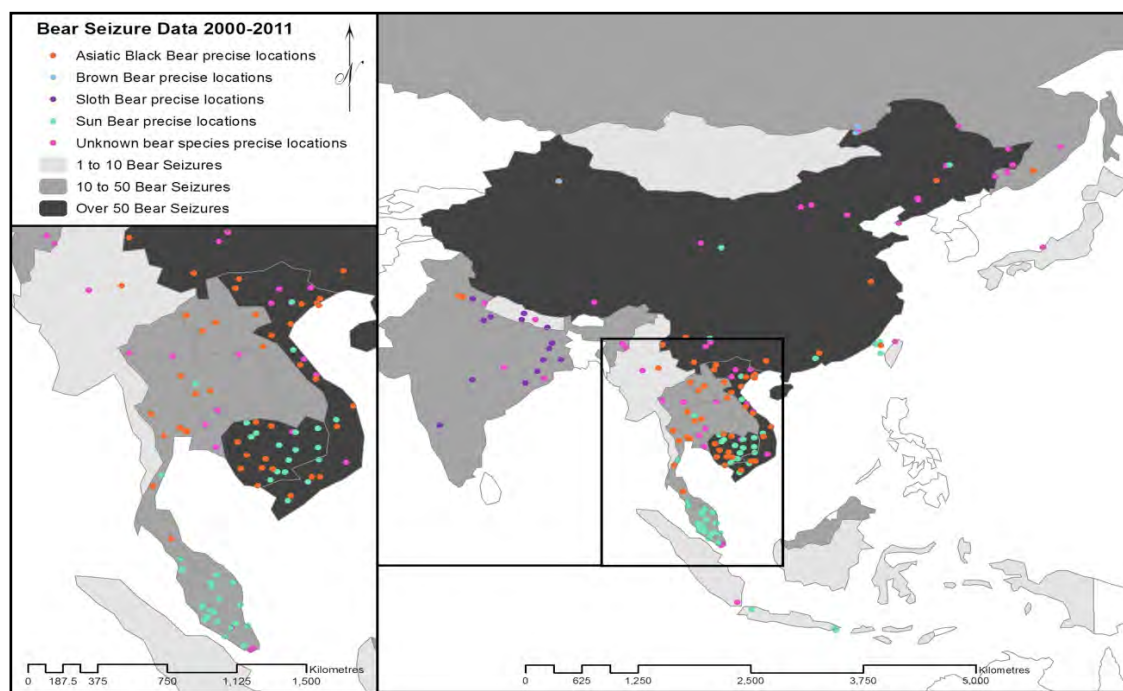 Bear Seizure Data 2000-2011
N
Asiatic Black Bear precise locations
Brown Bear precise locations
Sloth Bear precise locations
Sun Bear precise locations
Unknown bear species precise locations
1 to 10 Bear Seizures
10 to 50 Bear Seizures
Over 50 Bear Seizures
Kilometres
0 187.5 375 750 1,125 1,500
Kilometres
0 625 1,250 2,500 3,750 5,000